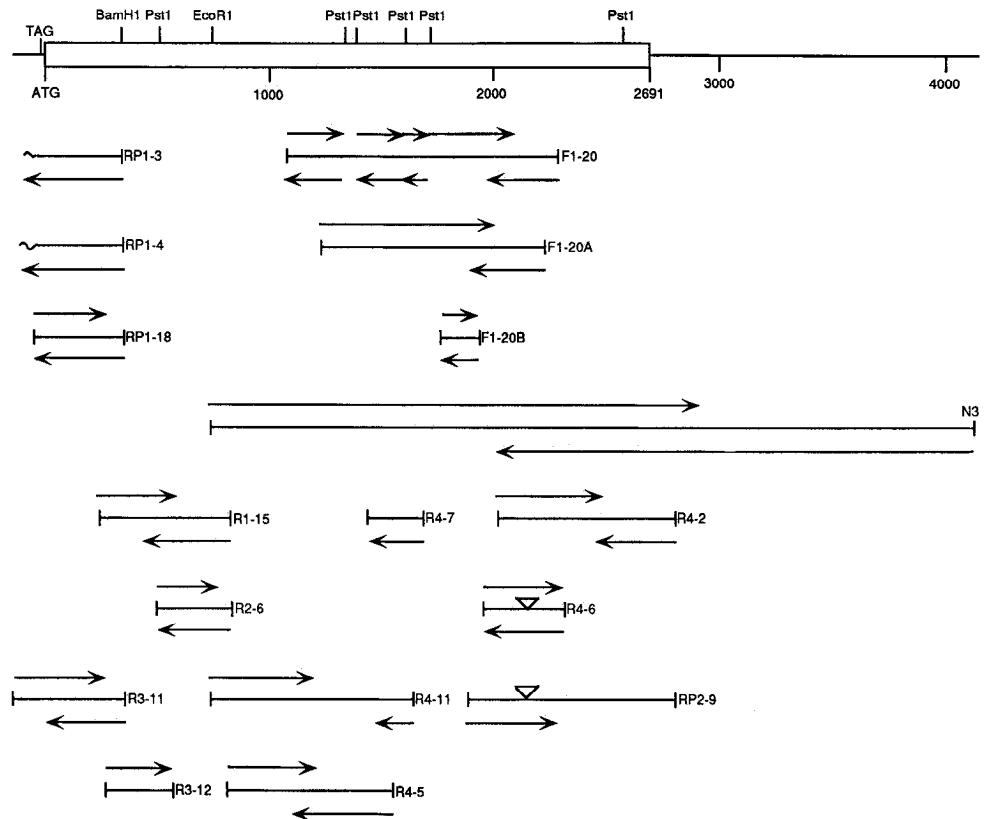 BamH1 Pst1 EcoR1 Pst1 Pst1 Pst1 Pst1 Pst1
TAG
ATG 1000 2000 2691 3000 4000
RP1-3 F1-20
RP1-4 F1-20A
RP1-18 F1-20B
N3
R1-15 R4-7 R4-2
R2-6 R4-6
R3-11 R4-11 RP2-9
R3-12 R4-5